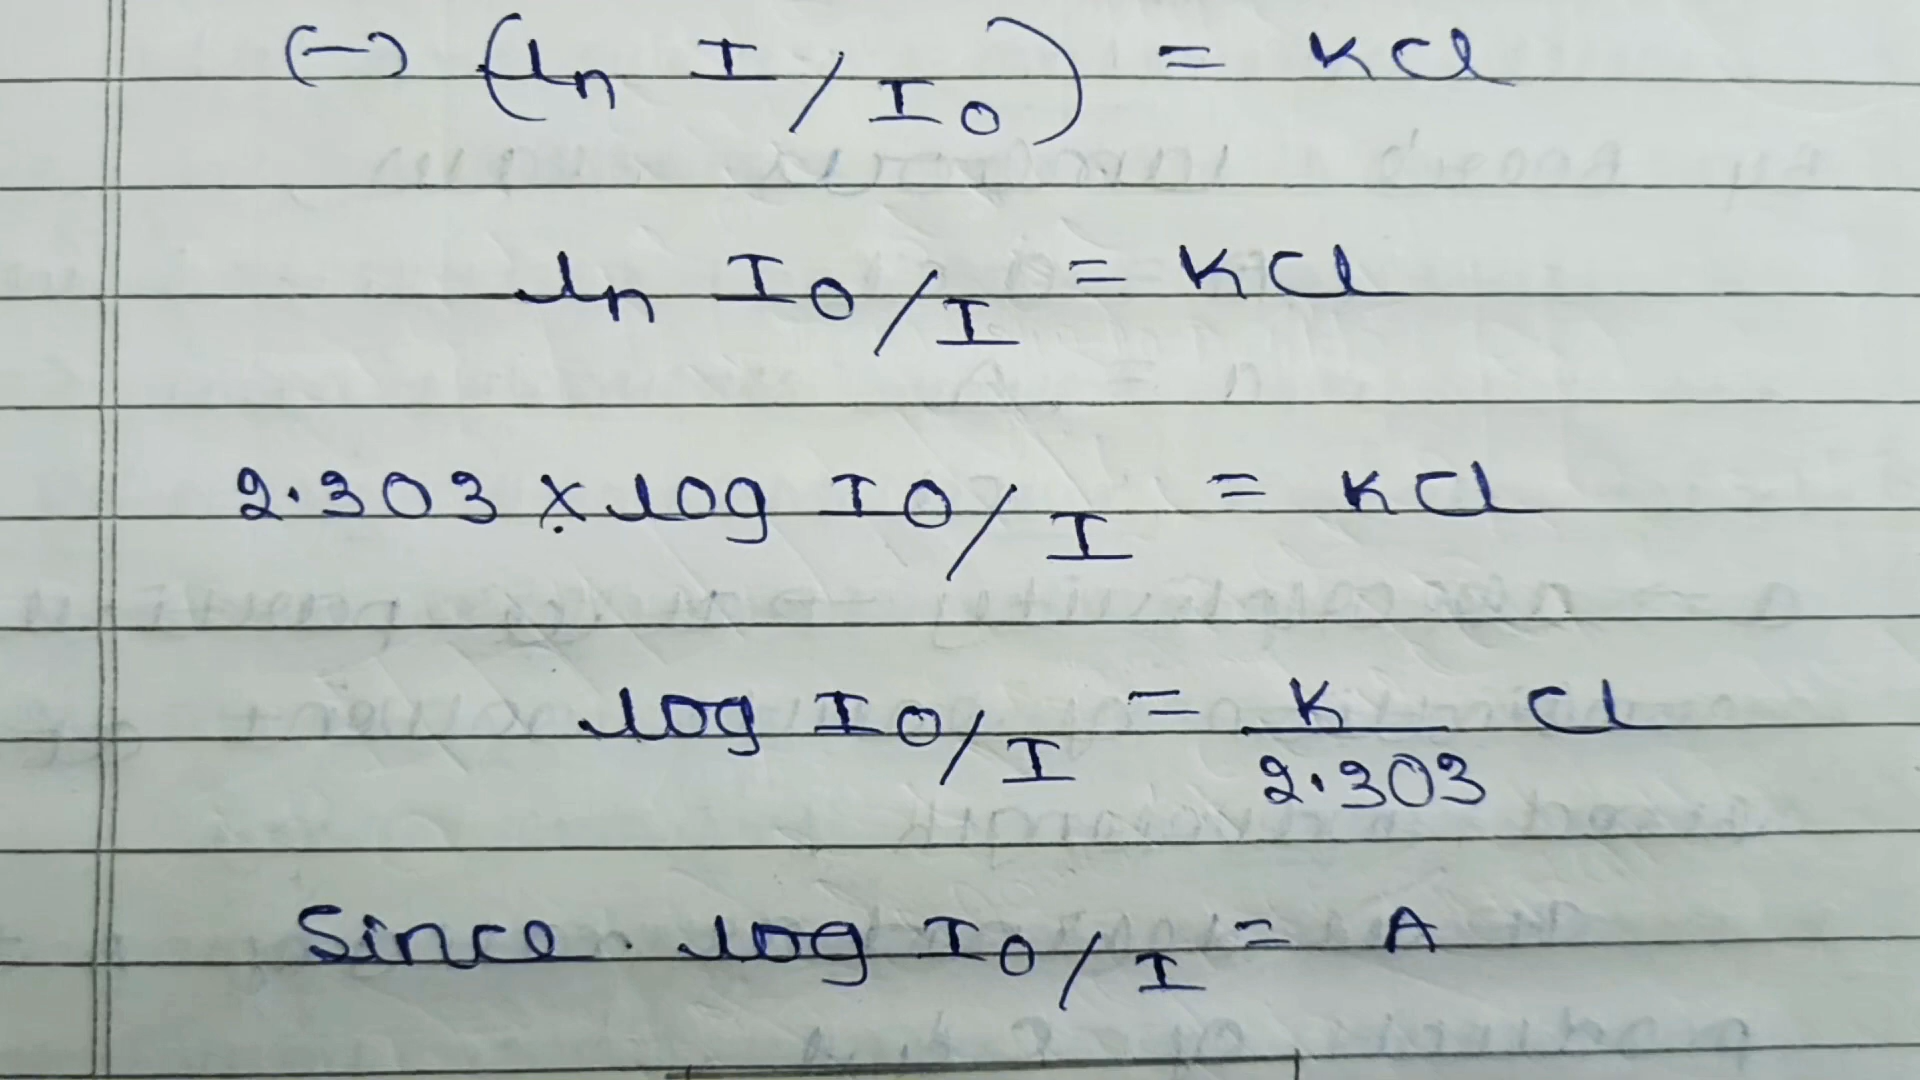 (-) (ln I/I0) = KCl
ln I0/I = KCl
2.303 x log I0/I = KCl
log I0/I = K/2.303 Cl
Since log I0/I = A